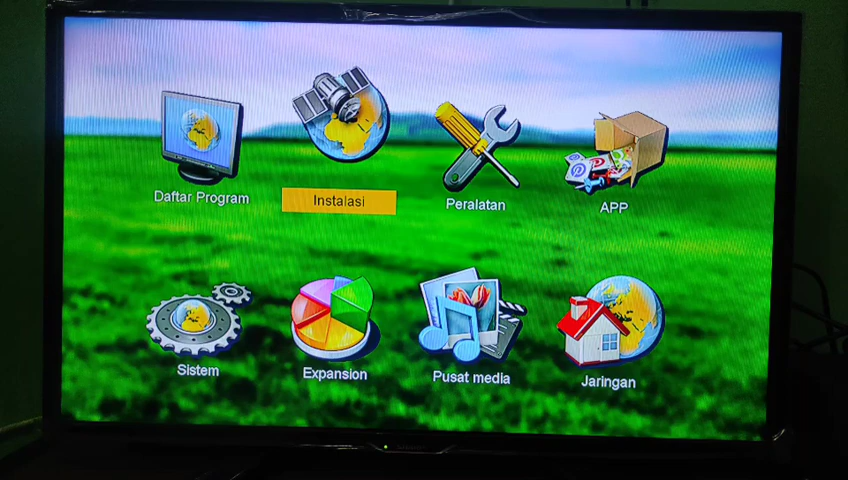 Daftar Program
Instalasi
Peralatan
APP
Sistem
Expansion
Pusat media
Jaringan